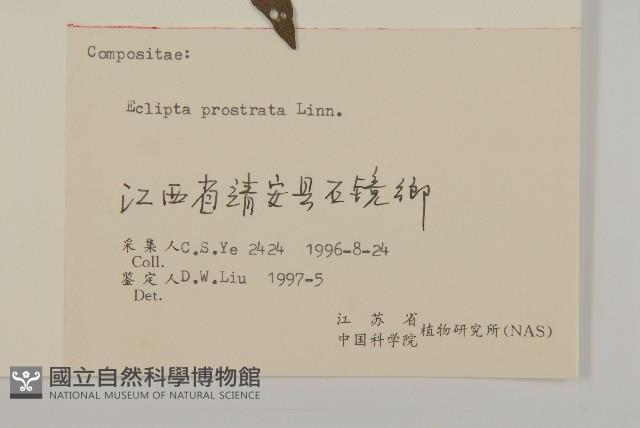 Compositae:
Eclipta prostrata Linn.
江西省靖安县石镜鄉
采集人C.S.Ye 2424 1996-8-24
Coll.
鉴定人D.W.Liu 1997-5
Det.
江苏省
中国科学院植物研究所(NAS)
國立自然科學博物館
NATIONAL MUSEUM OF NATURAL SCIENCE